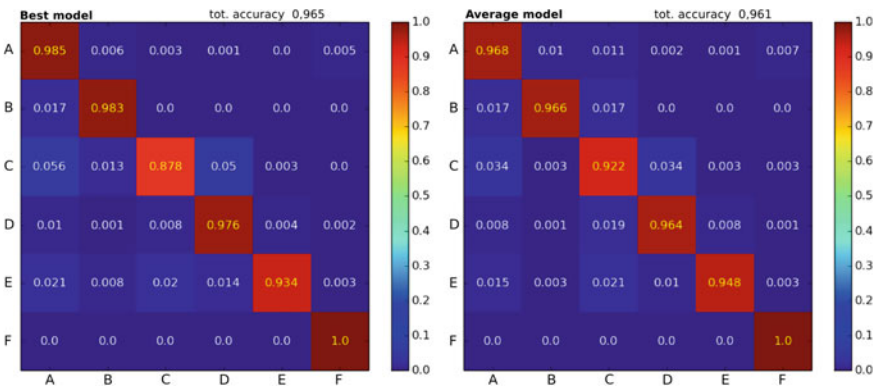 Best model tot. accuracy 0,965
A 0.985 0.006 0.003 0.001 0.0 0.005
B 0.017 0.983 0.0 0.0 0.0 0.0
C 0.056 0.013 0.878 0.05 0.003 0.0
D 0.01 0.001 0.008 0.976 0.004 0.002
E 0.021 0.008 0.02 0.014 0.934 0.003
F 0.0 0.0 0.0 0.0 0.0 1.0
A B C D E F
1.0
0.9
0.8
0.7
0.6
0.5
0.4
0.3
0.2
0.1
0.0
Average model tot. accuracy 0,961
A 0.968 0.01 0.011 0.002 0.001 0.007
B 0.017 0.966 0.017 0.0 0.0 0.0
C 0.034 0.003 0.922 0.034 0.003 0.003
D 0.008 0.001 0.019 0.964 0.008 0.001
E 0.015 0.003 0.021 0.01 0.948 0.003
F 0.0 0.0 0.0 0.0 0.0 1.0
A B C D E F
1.0
0.9
0.8
0.7
0.6
0.5
0.4
0.3
0.2
0.1
0.0